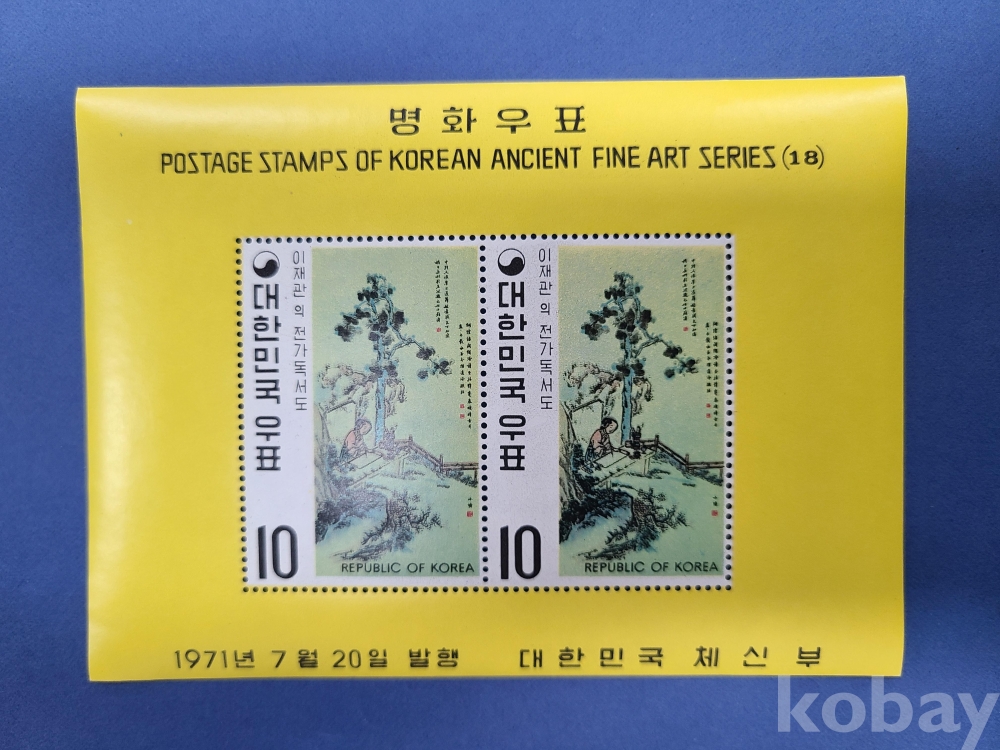 명화우표
POSTAGE STAMPS OF KOREAN ANCIENT FINE ART SERIES (18)
대한민국 우표
이재관의 전가독서도
10
REPUBLIC OF KOREA
대한민국 우표
이재관의 전가독서도
10
REPUBLIC OF KOREA
1971년 7월 20일 발행 대한민국 체신부
kobay